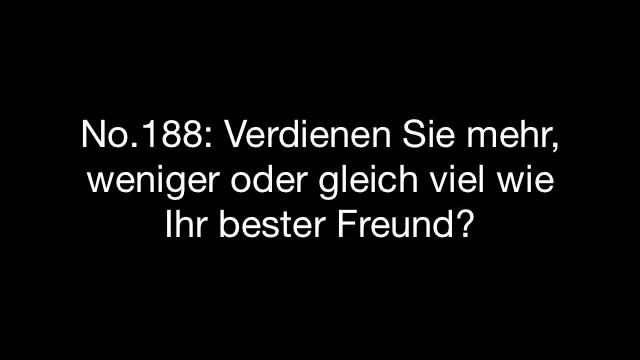 No.188: Verdienen Sie mehr,
weniger oder gleich viel wie
Ihr bester Freund?